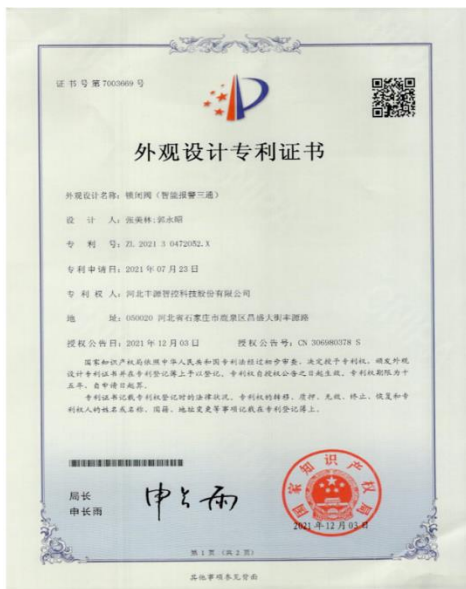 证书号第7003669号
外观设计专利证书
外观设计名称：锁闭阀（智能报警三通）
设 计 人：张美林;郭永昭
专 利 号：ZL 2021 3 0472052.X
专利申请日：2021年07月23日
专 利 权 人：河北丰源智控科技股份有限公司
地 址：050020 河北省石家庄市鹿泉区昌盛大街丰源路
授权公告日：2021年12月03日 授权公告号：CN 306980378 S
国家知识产权局依照中华人民共和国专利法经过初步审查，决定授予专利权，颁发外观
设计专利证书并在专利登记簿上予以登记。专利权自授权公告之日起生效。专利权期限为十
五年，自申请日起算。
专利证书记载专利权登记时的法律状况。专利权的转移、质押、无效、终止、恢复和专
利权人的姓名或名称、国籍、地址变更等事项记载在专利登记簿上。
局长
申长雨
申长雨
国家知识产权局
2021年12月03日
第 1 页 （共 2 页）
其他事项参见背面